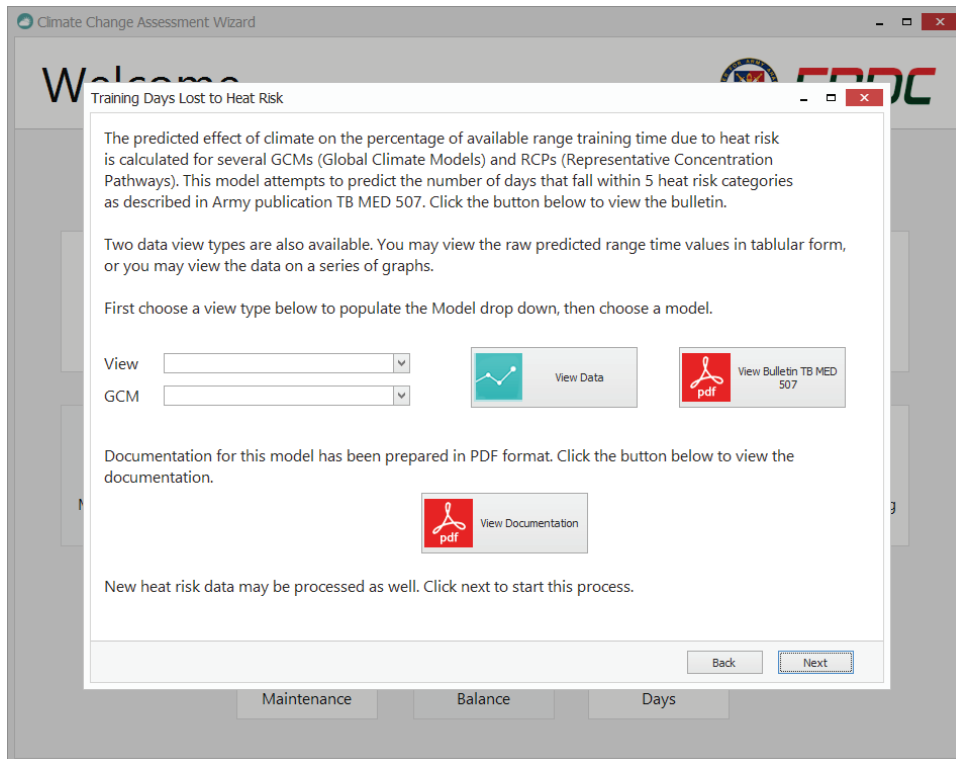 Climate Change Assessment Wizard
Training Days Lost to Heat Risk
The predicted effect of climate on the percentage of available range training time due to heat risk
is calculated for several GCMs (Global Climate Models) and RCPs (Representative Concentration
Pathways). This model attempts to predict the number of days that fall within 5 heat risk categories
as described in Army publication TB MED 507. Click the button below to view the bulletin.
Two data view types are also available. You may view the raw predicted range time values in tablular form,
or you may view the data on a series of graphs.
First choose a view type below to populate the Model drop down, then choose a model.
View
View Data
pdf
View Bulletin TB MED
507
GCM
Documentation for this model has been prepared in PDF format. Click the button below to view the
documentation.
pdf
View Documentation
New heat risk data may be processed as well. Click next to start this process.
Back
Next
Maintenance
Balance
Days